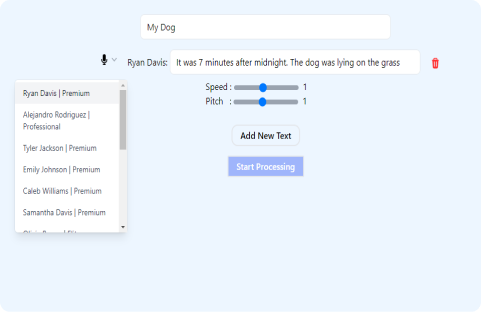 My Dog
Ryan Davis: It was 7 minutes after midnight. The dog was lying on the grass
Speed : 1
Pitch : 1
Ryan Davis | Premium
Alejandro Rodriguez |
Professional
Tyler Jackson | Premium
Emily Johnson | Premium
Caleb Williams | Premium
Samantha Davis | Premium
Add New Text
Start Processing